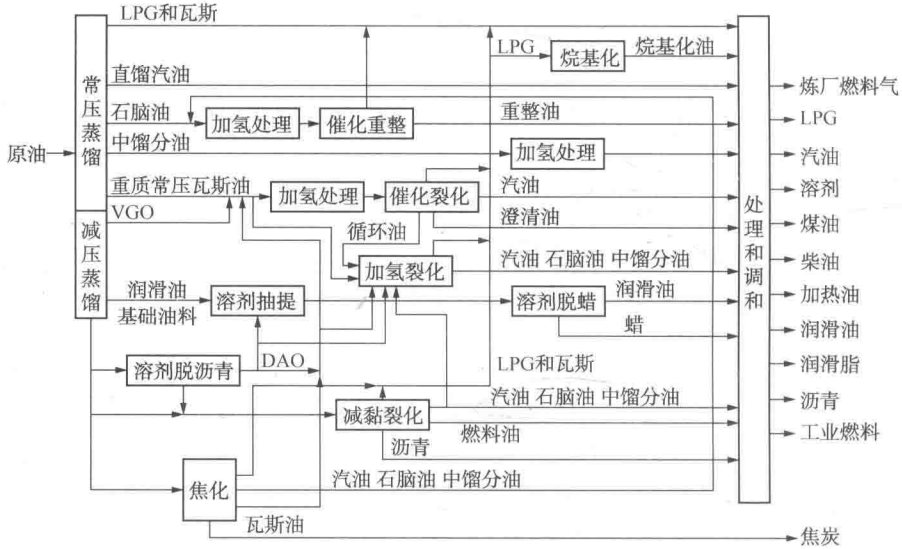 LPG和瓦斯
LPG
烷基化
烷基化油
直馏汽油
炼厂燃料气
常压蒸馏
石脑油
加氢处理
催化重整
重整油
LPG
原油
中馏分油
加氢处理
汽油
重质常压瓦斯油
加氢处理
催化裂化
汽油
溶剂
VGO
循环油
澄清油
处理和调和
煤油
减压蒸馏
加氢裂化
汽油 石脑油 中馏分油
柴油
润滑油
基础油料
溶剂抽提
溶剂脱蜡
润滑油
加热油
蜡
润滑油
溶剂脱沥青
DAO
LPG和瓦斯
润滑脂
减黏裂化
汽油 石脑油 中馏分油
沥青
燃料油
工业燃料
沥青
焦化
汽油 石脑油 中馏分油
瓦斯油
焦炭